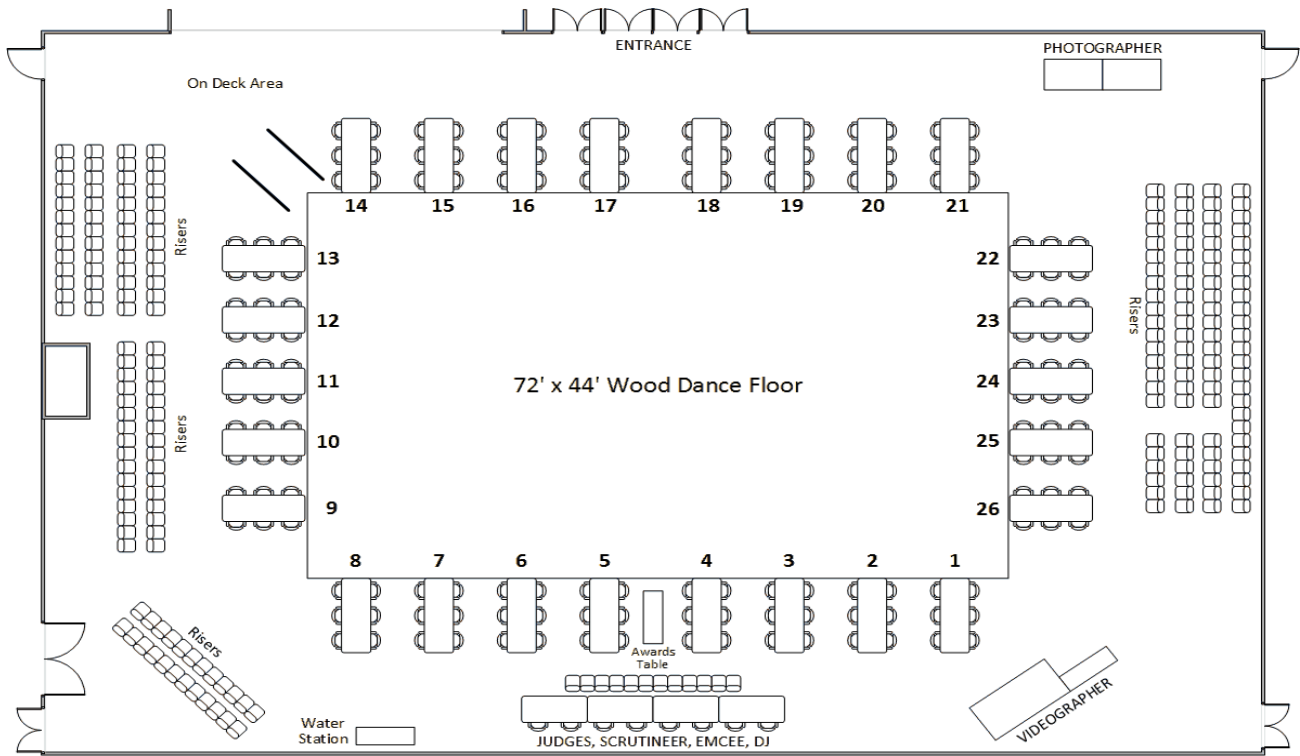 ENTRANCE
PHOTOGRAPHER
On Deck Area
14 15 16 17 18 19 20 21
Risers
13
22
12
23
Risers
11
72' x 44' Wood Dance Floor
24
Risers
10
25
9
26
8 7 6 5 4 3 2 1
Risers
Awards
Table
VIDEOGRAPHER
Water
Station
JUDGES, SCRUTINEER, EMCEE, DJ